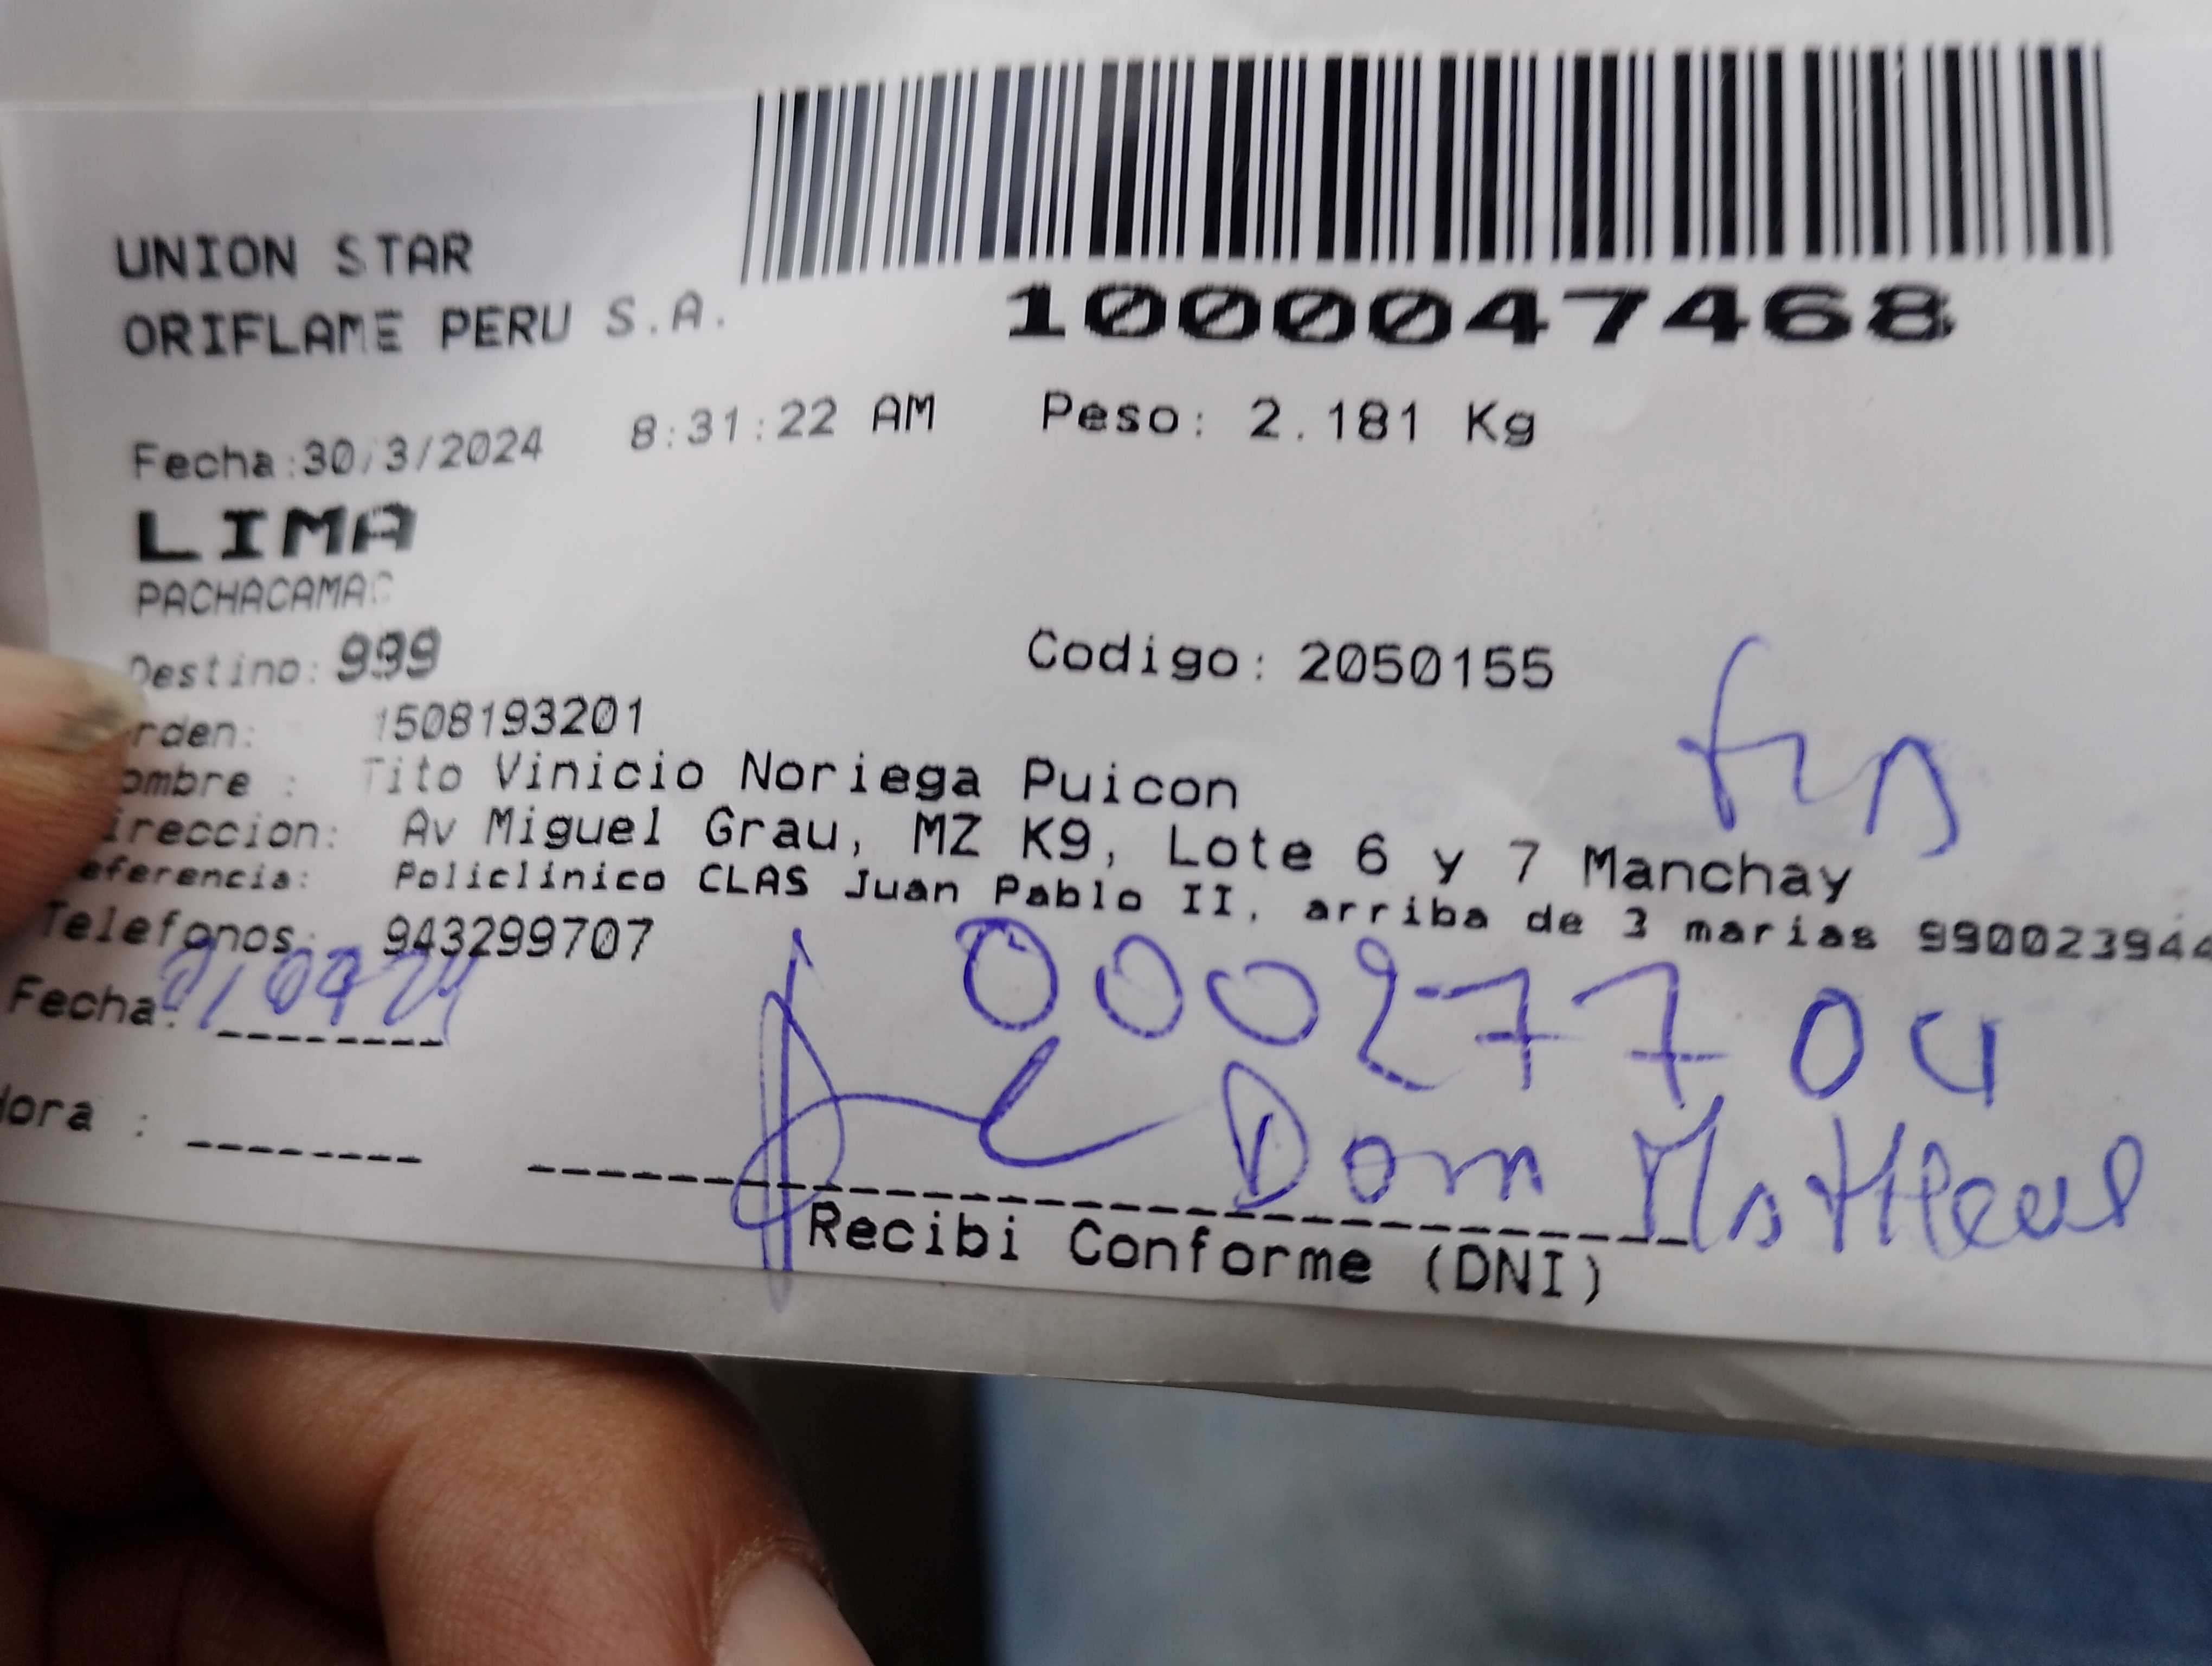 UNION STAR
ORIFLAME PERU S.A.
1000047468
Fecha:30/3/2024 8:31:22 AM Peso: 2.181 Kg
LIMA
PACHACAMAC
Destino: 999 Codigo: 2050155
rden: 1508193201
ombre : Tito Vinicio Noriega Puicon
ireccion: Av Miguel Grau, MZ K9, Lote 6 y 7 Manchay
eferencia: Policlinico CLAS Juan Pablo II, arriba de 3 marias 990023944
Telefonos: 943299707
00027704
Fecha:
Hora :
Dom
Recibi Conforme (DNI)